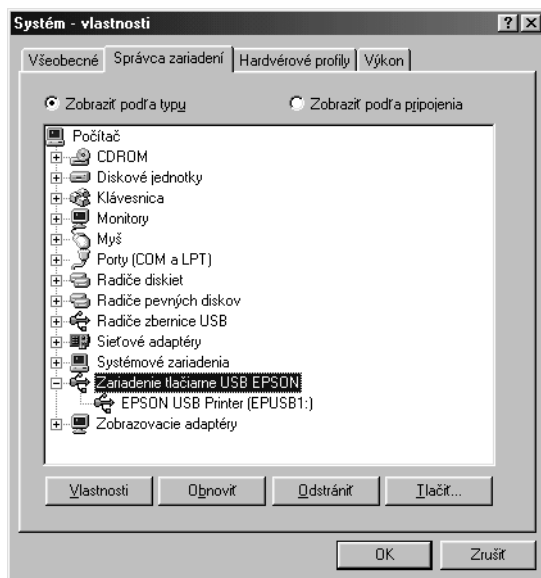 Systém - vlastnosti
Všeobecné Správca zariadení Hardvérové profily Výkon
Zobraziť podľa typu Zobraziť podľa pripojenia
Počítač
CDROM
Diskové jednotky
Klávesnica
Monitory
Myš
Porty (COM a LPT)
Radiče diskiet
Radiče pevných diskov
Radiče zbernice USB
Sieťové adaptéry
Systémové zariadenia
Zariadenie tlačiarne USB EPSON
EPSON USB Printer (EPUSB1:)
Zobrazovacie adaptéry
Vlastnosti Obnoviť Odstrániť Tlačiť...
OK Zrušiť